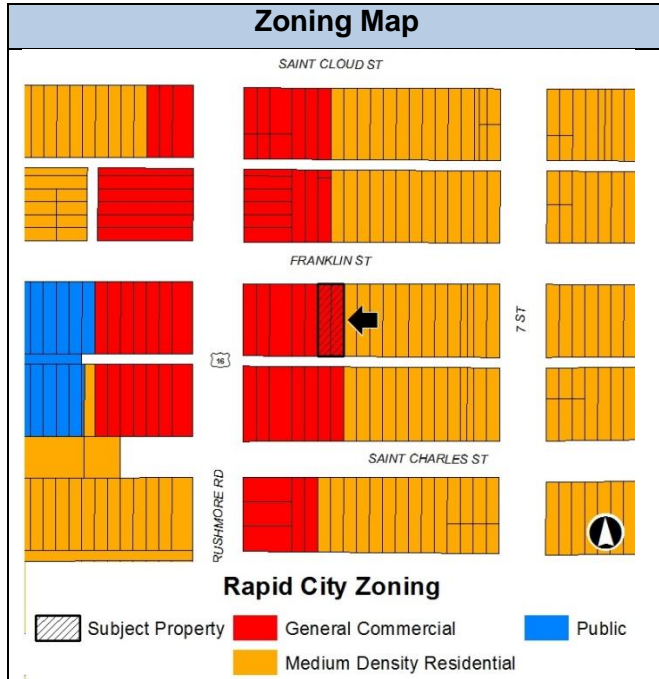 Zoning Map
SAINT CLOUD ST
FRANKLIN ST
7 ST
16
SAINT CHARLES ST
RUSHMORE RD
Rapid City Zoning
Subject Property
General Commercial
Public
Medium Density Residential